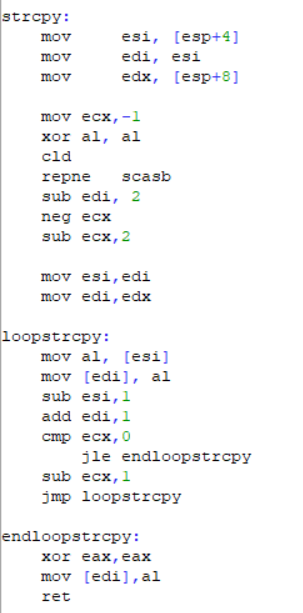 strcpy:
mov esi, [esp+4]
mov edi, esi
mov edx, [esp+8]
mov ecx,-1
xor al, al
cld
repne scasb
sub edi, 2
neg ecx
sub ecx,2
mov esi,edi
mov edi,edx
loopstrcpy:
mov al, [esi]
mov [edi], al
sub esi,1
add edi,1
cmp ecx,0
jle endloopstrcpy
sub ecx,1
jmp loopstrcpy
endloopstrcpy:
xor eax,eax
mov [edi],al
ret